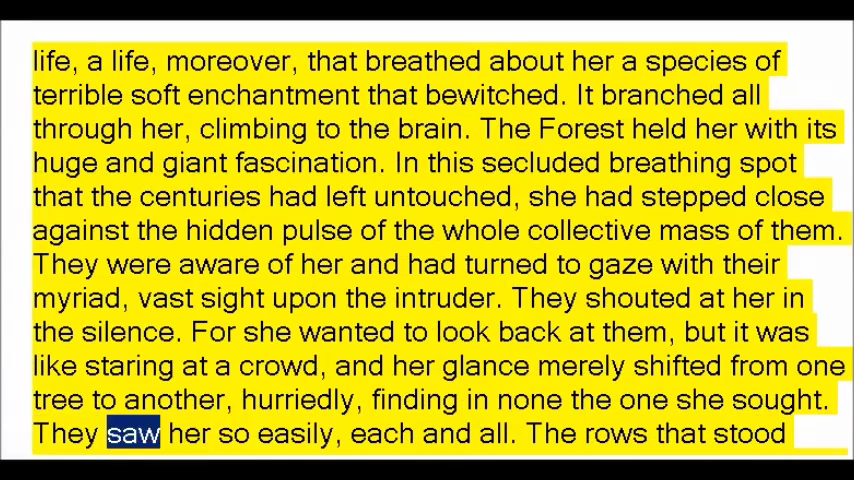 life, a life, moreover, that breathed about her a species of
terrible soft enchantment that bewitched. It branched all
through her, climbing to the brain. The Forest held her with its
huge and giant fascination. In this secluded breathing spot
that the centuries had left untouched, she had stepped close
against the hidden pulse of the whole collective mass of them.
They were aware of her and had turned to gaze with their
myriad, vast sight upon the intruder. They shouted at her in
the silence. For she wanted to look back at them, but it was
like staring at a crowd, and her glance merely shifted from one
tree to another, hurriedly, finding in none the one she sought.
They saw her so easily, each and all. The rows that stood